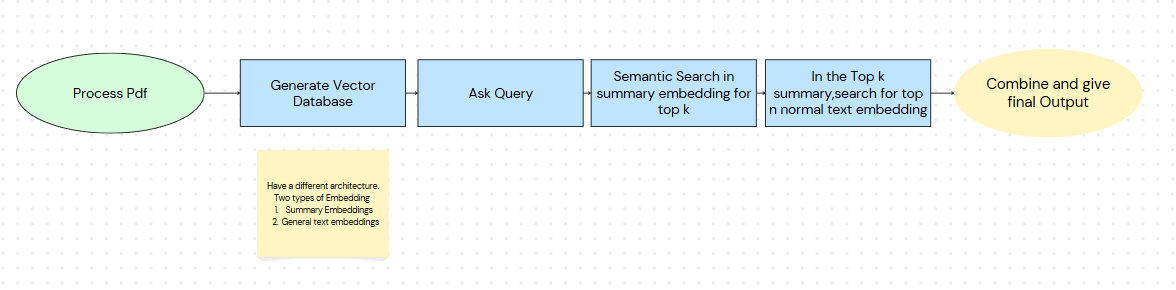 Process Pdf
Generate Vector
Database
Ask Query
Semantic Search in
summary embedding for
top k
In the Top k
summary,search for top
n normal text embedding
Combine and give
final Output
Have a different architecture.
Two types of Embedding
1. Summary Embeddings
2. General text embeddings